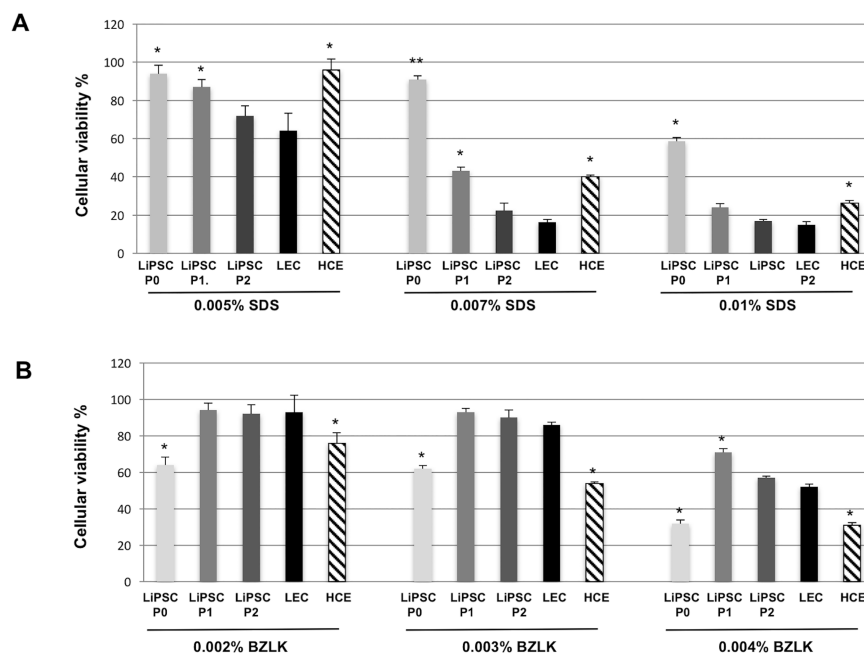 A
Cellular viability %
120
100
80
60
40
20
0
* * * ** * * * *
LiPSC LiPSC LiPSC LEC HCE LiPSC LiPSC LiPSC LEC HCE LiPSC LiPSC LiPSC LEC HCE
P0 P1. P2 P0 P1 P2 P0 P1 P2
0.005% SDS 0.007% SDS 0.01% SDS
B
Cellular viability %
120
100
80
60
40
20
0
* * * * * * *
LiPSC LiPSC LiPSC LEC HCE LiPSC LiPSC LiPSC LEC HCE LiPSC LiPSC LiPSC LEC HCE
P0 P1 P2 P0 P1 P2 P0 P1 P2
0.002% BZLK 0.003% BZLK 0.004% BZLK